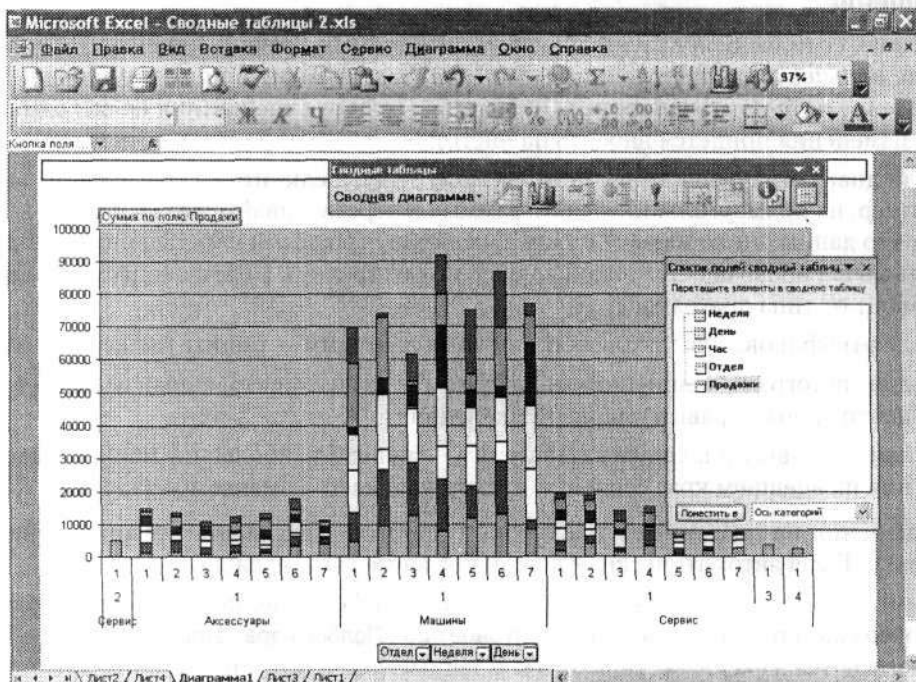 Microsoft Excel - Сводные таблицы 2.xls
Файл Правка Вид Вставка Формат Сервис Диаграмма Окно Справка
97%
Ж К Ч
Кнопка поля
Сводные таблицы
Сводная диаграмма
Сумма по полю Продажи
100000
90000
80000
70000
60000
50000
40000
30000
20000
10000
0
Список полей сводной таблиц
Перетащите элементы в сводную таблицу
Неделя
День
Час
Отдел
Продажи
Поместить в Ось категорий
1 1 2 3 4 5 6 7 1 2 3 4 5 6 7 1 2 3 4 5 6 7 1 1
2 1 1 1 3 4
Сервис Аксессуары Машины Сервис
Отдел Неделя День
Лист2 Лист4 Диаграмма1 Лист3 Лист1